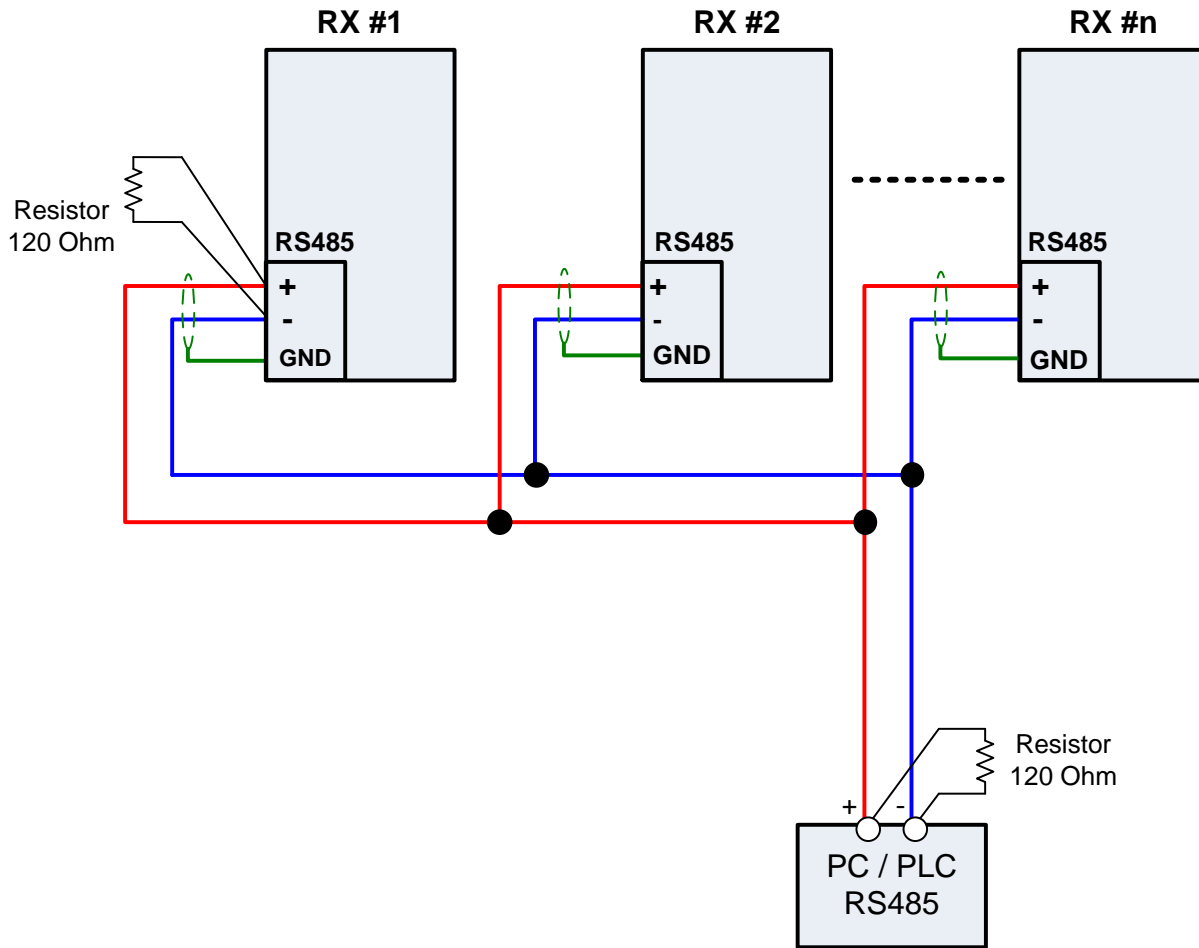 RX #1
RX #2
RX #n
Resistor
120 Ohm
RS485
+
-
GND
RS485
+
-
GND
RS485
+
-
GND
Resistor
120 Ohm
+ -
PC / PLC
RS485